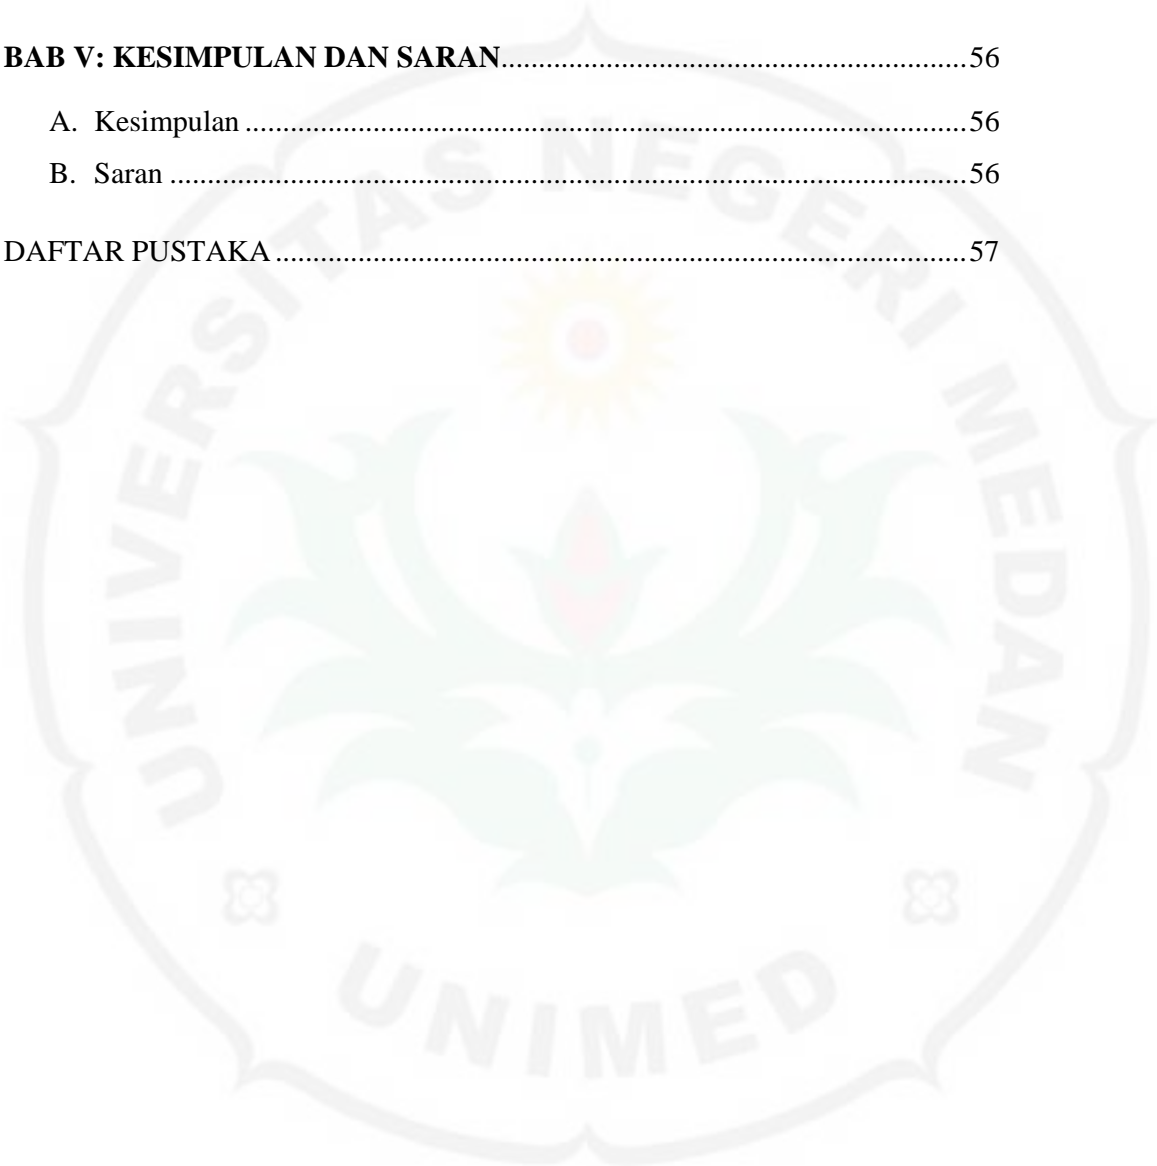 BAB V: KESIMPULAN DAN SARAN..............................................................56
A. Kesimpulan ................................................................................................56
B. Saran ..........................................................................................................56
DAFTAR PUSTAKA ............................................................................................57
UNIVERSITAS NEGERI MEDAN
UNIMED